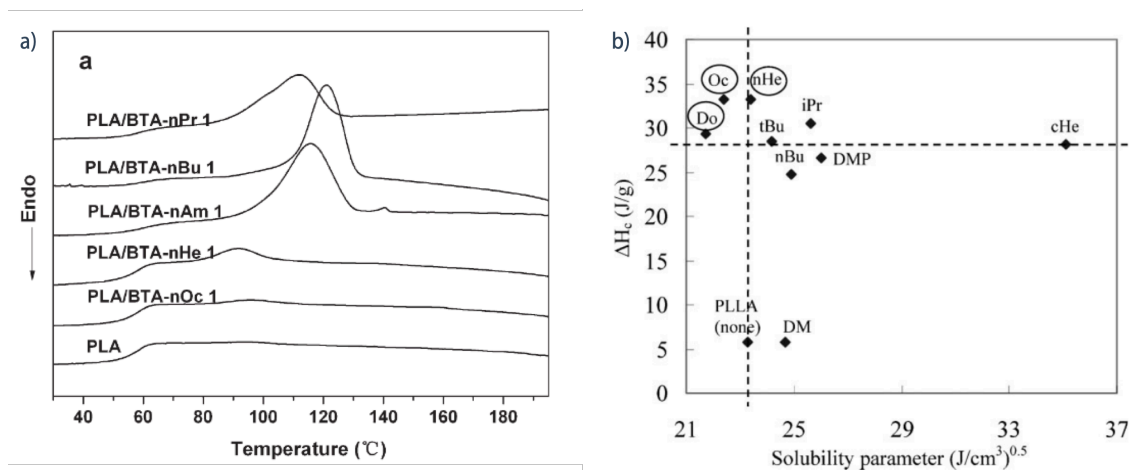 a)
a
PLA/BTA-nPr 1
PLA/BTA-nBu 1
PLA/BTA-nAm 1
PLA/BTA-nHe 1
PLA/BTA-nOc 1
PLA
Endo
40 60 80 100 120 140 160 180
Temperature (℃)
b)
40
35
30
25
20
15
10
5
0
ΔHc (J/g)
Oc
nHe
Do
iPr
tBu
cHe
nBu
DMP
PLLA
(none)
DM
21 25 29 33 37
Solubility parameter (J/cm³)⁰·⁵